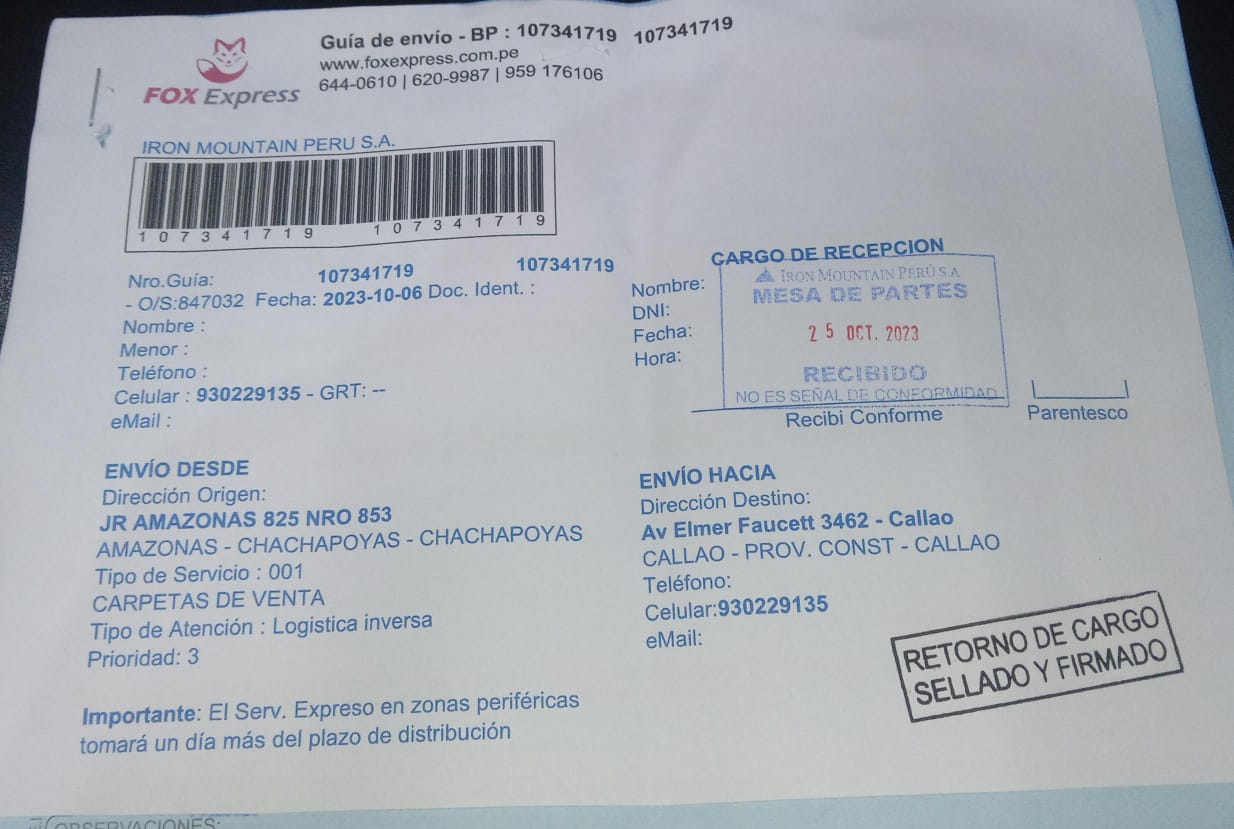 FOX Express
Guía de envío - BP : 107341719 107341719
www.foxexpress.com.pe
644-0610 | 620-9987 | 959 176106
IRON MOUNTAIN PERU S.A.
107341719 107341719
Nro.Guía: 107341719 107341719
- O/S:847032 Fecha: 2023-10-06 Doc. Ident. :
Nombre :
Menor :
Teléfono :
Celular : 930229135 - GRT: --
eMail :
CARGO DE RECEPCION
Nombre:
DNI:
Fecha:
Hora:
IRON MOUNTAIN PERÚ S.A
MESA DE PARTES
25 OCT. 2023
RECIBIDO
NO ES SEÑAL DE CONFORMIDAD
Recibi Conforme
Parentesco
ENVÍO DESDE
Dirección Origen:
JR AMAZONAS 825 NRO 853
AMAZONAS - CHACHAPOYAS - CHACHAPOYAS
Tipo de Servicio : 001
CARPETAS DE VENTA
Tipo de Atención : Logistica inversa
Prioridad: 3
ENVÍO HACIA
Dirección Destino:
Av Elmer Faucett 3462 - Callao
CALLAO - PROV. CONST - CALLAO
Teléfono:
Celular:930229135
eMail:
RETORNO DE CARGO
SELLADO Y FIRMADO
Importante: El Serv. Expreso en zonas periféricas
tomará un día más del plazo de distribución
OBSERVACIONES: